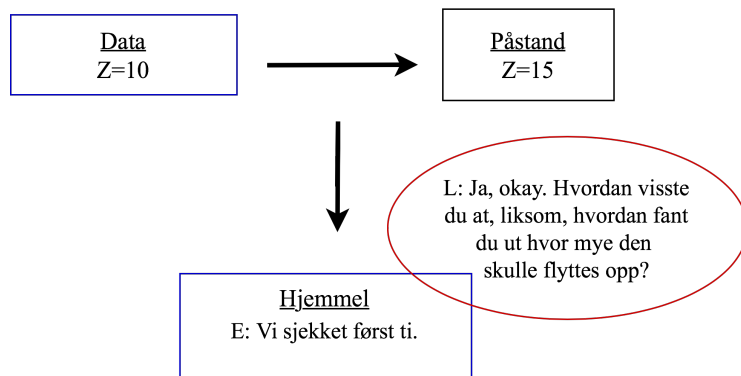 Data
Z=10
Påstand
Z=15
L: Ja, okay. Hvordan visste
du at, liksom, hvordan fant
du ut hvor mye den
skulle flyttes opp?
Hjemmel
E: Vi sjekket først ti.